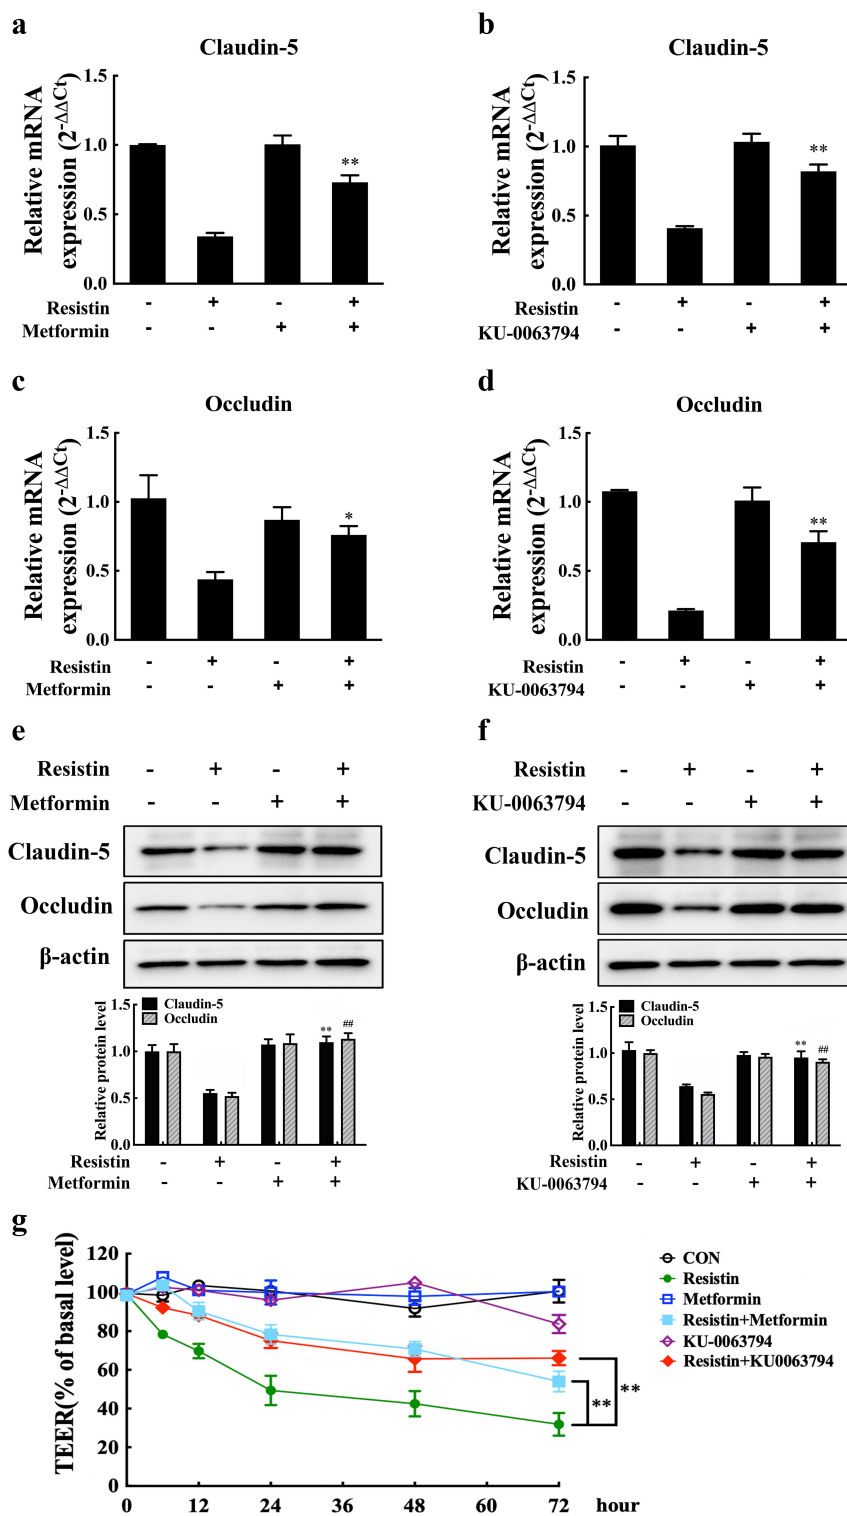 a
Claudin-5
Relative mRNA
expression (2-ΔΔCt)
1.5
1.0
0.5
0.0
**
Resistin - + - +
Metformin - - + +
b
Claudin-5
Relative mRNA
expression (2-ΔΔCt)
1.5
1.0
0.5
0.0
**
Resistin - + - +
KU-0063794 - - + +
c
Occludin
Relative mRNA
expression (2-ΔΔCt)
1.5
1.0
0.5
0.0
*
Resistin - + - +
Metformin - - + +
d
Occludin
Relative mRNA
expression (2-ΔΔCt)
1.5
1.0
0.5
0.0
**
Resistin - + - +
KU-0063794 - - + +
e
Resistin - + - +
Metformin - - + +
Claudin-5
Occludin
β-actin
Relative protein level
1.5
1.0
0.5
0.0
Claudin-5
Occludin
** ##
Resistin - + - +
Metformin - - + +
f
Resistin - + - +
KU-0063794 - - + +
Claudin-5
Occludin
β-actin
Relative protein level
1.5
1.0
0.5
0.0
Claudin-5
Occludin
** ##
Resistin - + - +
KU-0063794 - - + +
g
TEER(% of basal level)
120
100
80
60
40
20
0
0 12 24 36 48 60 72 hour
** **
CON
Resistin
Metformin
Resistin+Metformin
KU-0063794
Resistin+KU0063794